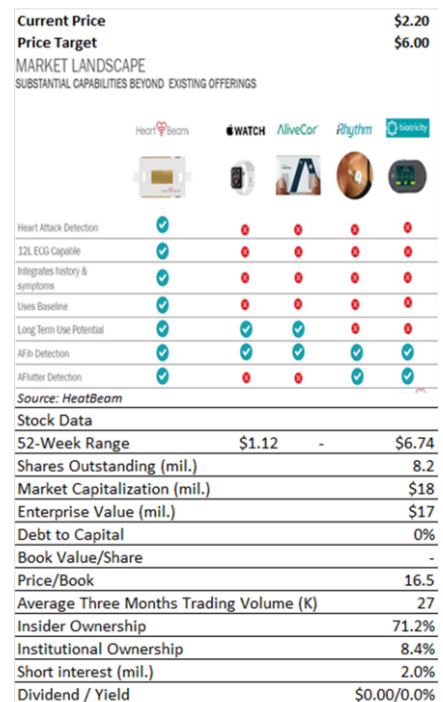 Current Price $2.20
Price Target $6.00
MARKET LANDSCAPE
SUBSTANTIAL CAPABILITIES BEYOND EXISTING OFFERINGS
HeartBeam WATCH AliveCor Rhythm biotricity
Heart Attack Detection
12L ECG Capable
Integrates history &
symptoms
Uses Baseline
Long Term Use Potential
AFib Detection
AFlutter Detection
Source: HeatBeam
Stock Data
52-Week Range $1.12 - $6.74
Shares Outstanding (mil.) 8.2
Market Capitalization (mil.) $18
Enterprise Value (mil.) $17
Debt to Capital 0%
Book Value/Share -
Price/Book 16.5
Average Three Months Trading Volume (K) 27
Insider Ownership 71.2%
Institutional Ownership 8.4%
Short interest (mil.) 2.0%
Dividend / Yield $0.00/0.0%